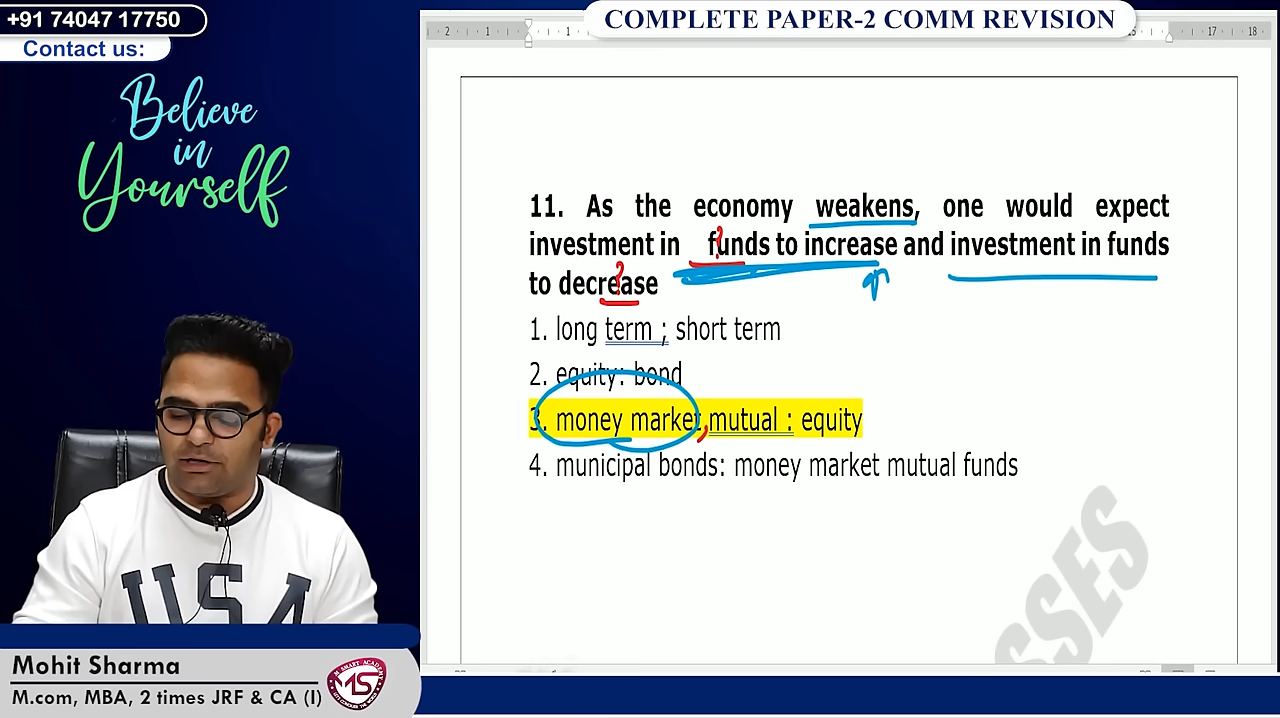 +91 74047 17750
Contact us:
Believe
in
Yourself
COMPLETE PAPER-2 COMM REVISION
11. As the economy weakens, one would expect
investment in funds to increase and investment in funds
to decrease
1. long term ; short term
2. equity: bond
3. money market,mutual : equity
4. municipal bonds: money market mutual funds
SSES
USA
Mohit Sharma
M.com, MBA, 2 times JRF & CA (I)
MS